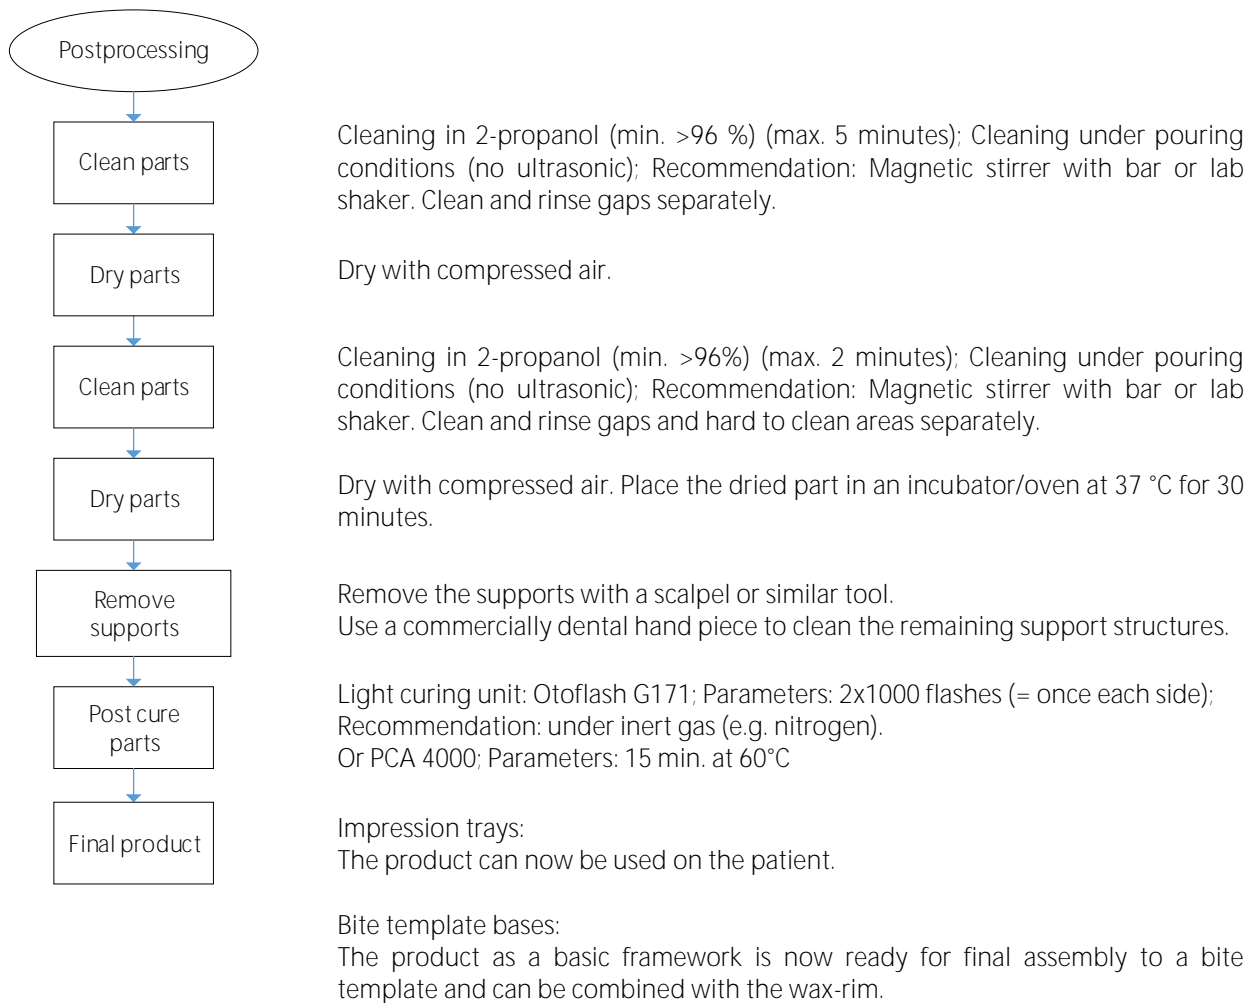 Postprocessing
Clean parts
Cleaning in 2-propanol (min. >96 %) (max. 5 minutes); Cleaning under pouring
conditions (no ultrasonic); Recommendation: Magnetic stirrer with bar or lab
shaker. Clean and rinse gaps separately.
Dry parts
Dry with compressed air.
Clean parts
Cleaning in 2-propanol (min. >96%) (max. 2 minutes); Cleaning under pouring
conditions (no ultrasonic); Recommendation: Magnetic stirrer with bar or lab
shaker. Clean and rinse gaps and hard to clean areas separately.
Dry parts
Dry with compressed air. Place the dried part in an incubator/oven at 37 °C for 30
minutes.
Remove
supports
Remove the supports with a scalpel or similar tool.
Use a commercially dental hand piece to clean the remaining support structures.
Post cure
parts
Light curing unit: Otoflash G171; Parameters: 2x1000 flashes (= once each side);
Recommendation: under inert gas (e.g. nitrogen).
Or PCA 4000; Parameters: 15 min. at 60°C
Final product
Impression trays:
The product can now be used on the patient.
Bite template bases:
The product as a basic framework is now ready for final assembly to a bite
template and can be combined with the wax-rim.